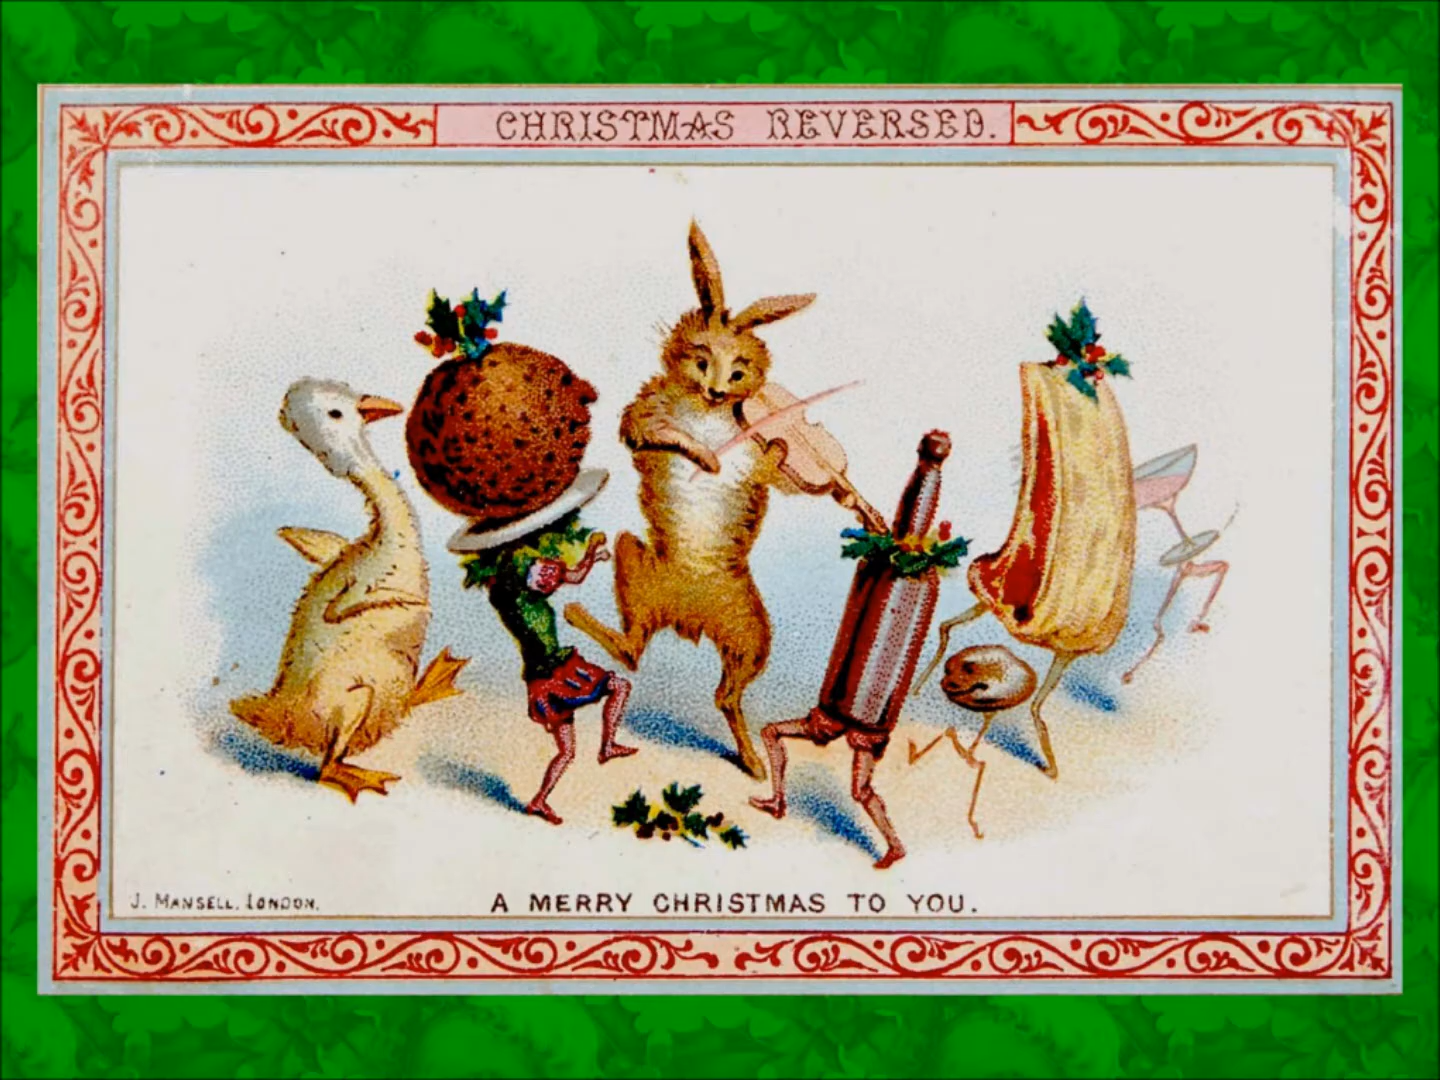 CHRISTMAS REVERSED.
J. MANSELL. LONDON.
A MERRY CHRISTMAS TO YOU.